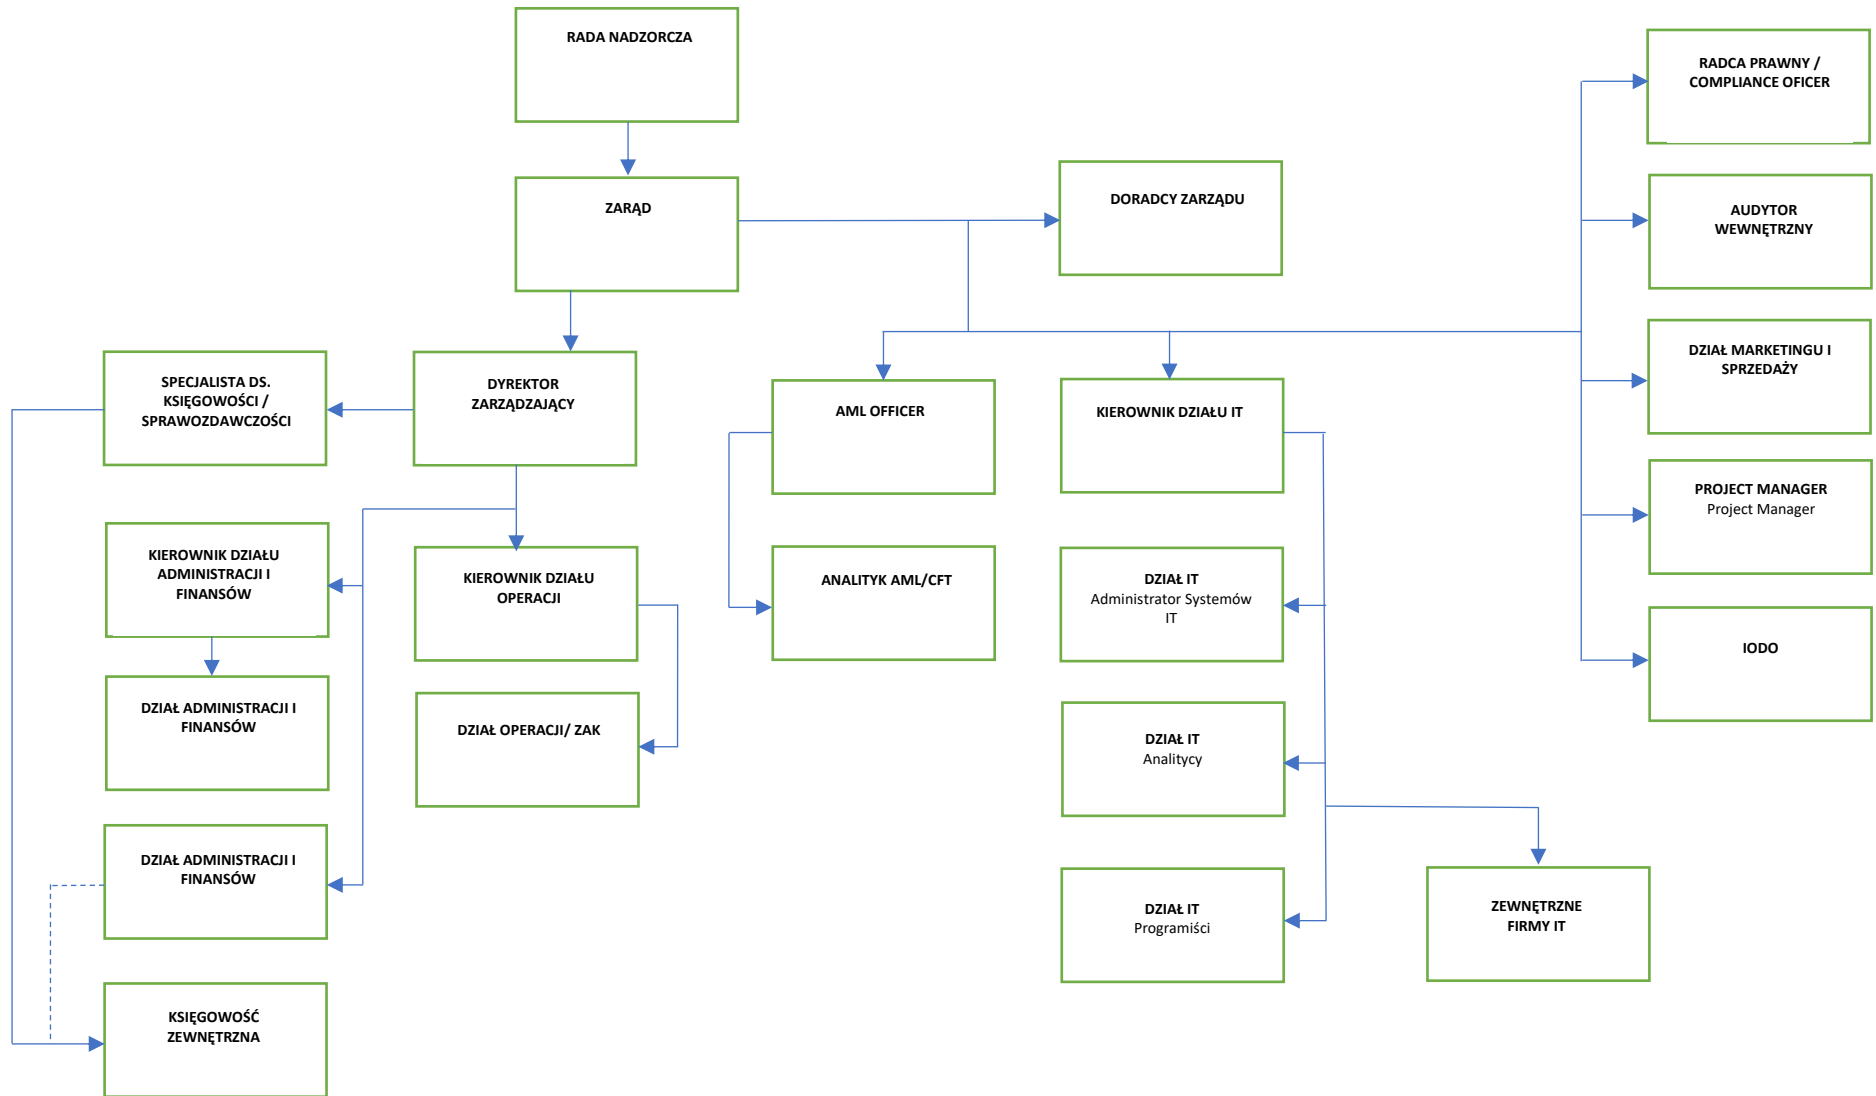 RADA NADZORCZA
RADCA PRAWNY /
COMPLIANCE OFICER
ZARĄD
DORADCY ZARZĄDU
AUDYTOR
WEWNĘTRZNY
DZIAŁ MARKETINGU I
SPRZEDAŻY
SPECJALISTA DS.
KSIĘGOWOŚCI /
SPRAWOZDAWCZOŚCI
DYREKTOR
ZARZĄDZAJĄCY
AML OFFICER
KIEROWNIK DZIAŁU IT
PROJECT MANAGER
Project Manager
KIEROWNIK DZIAŁU
ADMINISTRACJI I
FINANSÓW
KIEROWNIK DZIAŁU
OPERACJI
ANALITYK AML/CFT
DZIAŁ IT
Administrator Systemów
IT
IODO
DZIAŁ ADMINISTRACJI I
FINANSÓW
DZIAŁ OPERACJI/ ZAK
DZIAŁ IT
Analitycy
DZIAŁ ADMINISTRACJI I
FINANSÓW
DZIAŁ IT
Programiści
ZEWNĘTRZNE
FIRMY IT
KSIĘGOWOŚĆ
ZEWNĘTRZNA